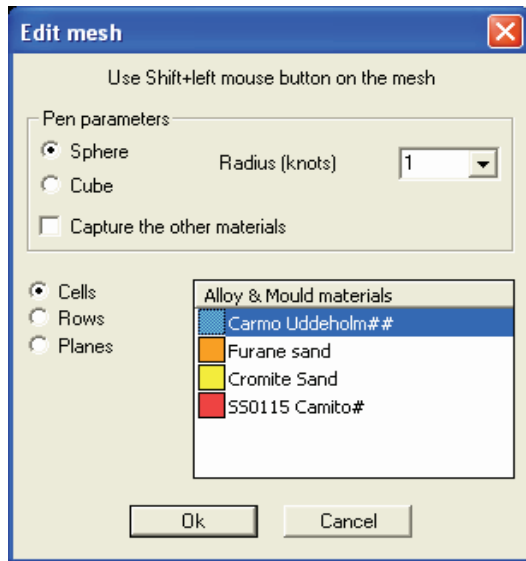 Edit mesh
Use Shift+left mouse button on the mesh
Pen parameters
Sphere
Radius (knots)
1
Cube
Capture the other materials
Cells
Rows
Planes
Alloy & Mould materials
Carmo Uddeholm##
Furane sand
Cromite Sand
SS0115 Camito#
Ok
Cancel